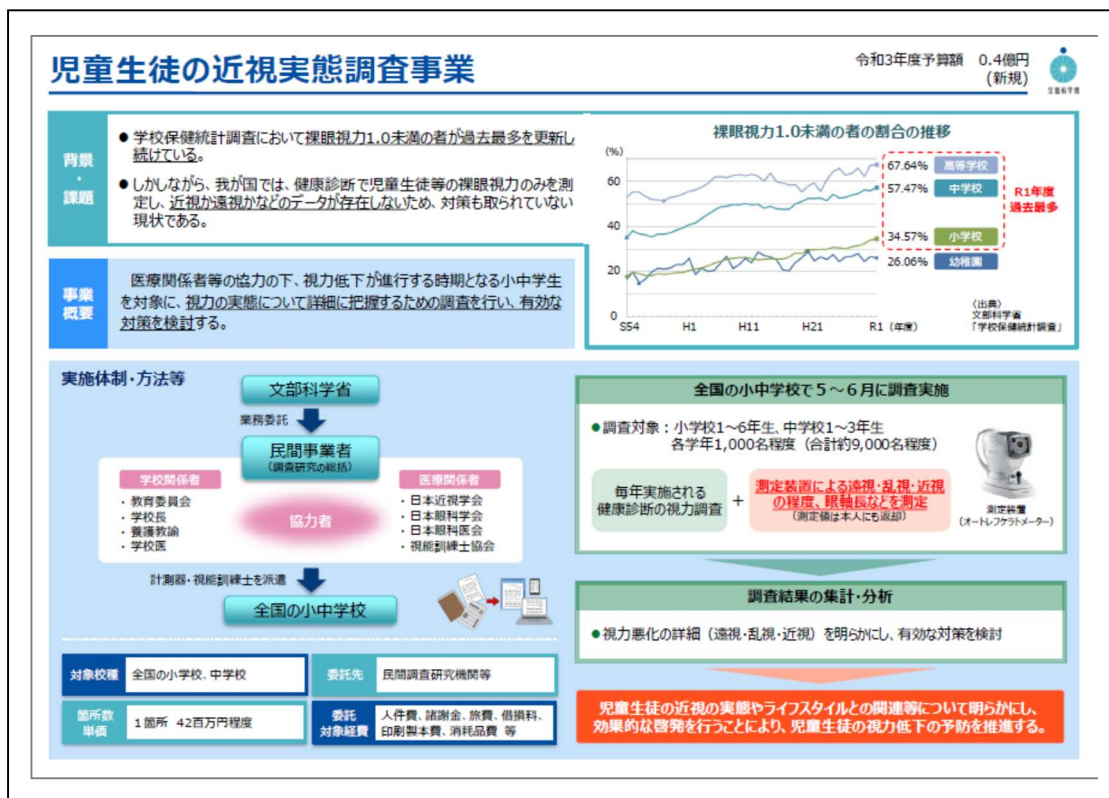 児童生徒の近視実態調査事業
令和3年度予算額 0.4億円
(新規)
文部科学省
背景
・
課題
● 学校保健統計調査において裸眼視力1.0未満の者が過去最多を更新し
続けている。
● しかしながら、我が国では、健康診断で児童生徒等の裸眼視力のみを測
定し、近視か遠視かなどのデータが存在しないため、対策も取られていない
現状である。
事業
概要
医療関係者等の協力の下、視力低下が進行する時期となる小中学生
を対象に、視力の実態について詳細に把握するための調査を行い、有効な
対策を検討する。
裸眼視力1.0未満の者の割合の推移
(%)
60
40
20
0
S54 H1 H11 H21 R1 (年度)
67.64% 高等学校
57.47% 中学校
34.57% 小学校
26.06% 幼稚園
R1年度
過去最多
(出典)
文部科学省
「学校保健統計調査」
実施体制・方法等
文部科学省
業務委託
民間事業者
(調査研究の総括)
学校関係者
・教育委員会
・学校長
・養護教諭
・学校医
協力者
医療関係者
・日本近視学会
・日本眼科学会
・日本眼科医会
・視能訓練士協会
計測器・視能訓練士を派遣
全国の小中学校
対象校種 全国の小学校、中学校
委託先 民間調査研究機関等
箇所数
単価
1箇所 42百万円程度
委託
対象経費
人件費、諸謝金、旅費、借損料、
印刷製本費、消耗品費 等
全国の小中学校で5~6月に調査実施
●調査対象：小学校1~6年生、中学校1~3年生
各学年1,000名程度(合計約9,000名程度)
毎年実施される
健康診断の視力調査
+
測定装置による遠視・乱視・近視
の程度、眼軸長などを測定
(測定値は本人にも返却)
測定装置
(オートレフケラトメーター)
調査結果の集計・分析
●視力悪化の詳細(遠視・乱視・近視)を明らかにし、有効な対策を検討
児童生徒の近視の実態やライフスタイルとの関連等について明らかにし、
効果的な啓発を行うことにより、児童生徒の視力低下の予防を推進する。